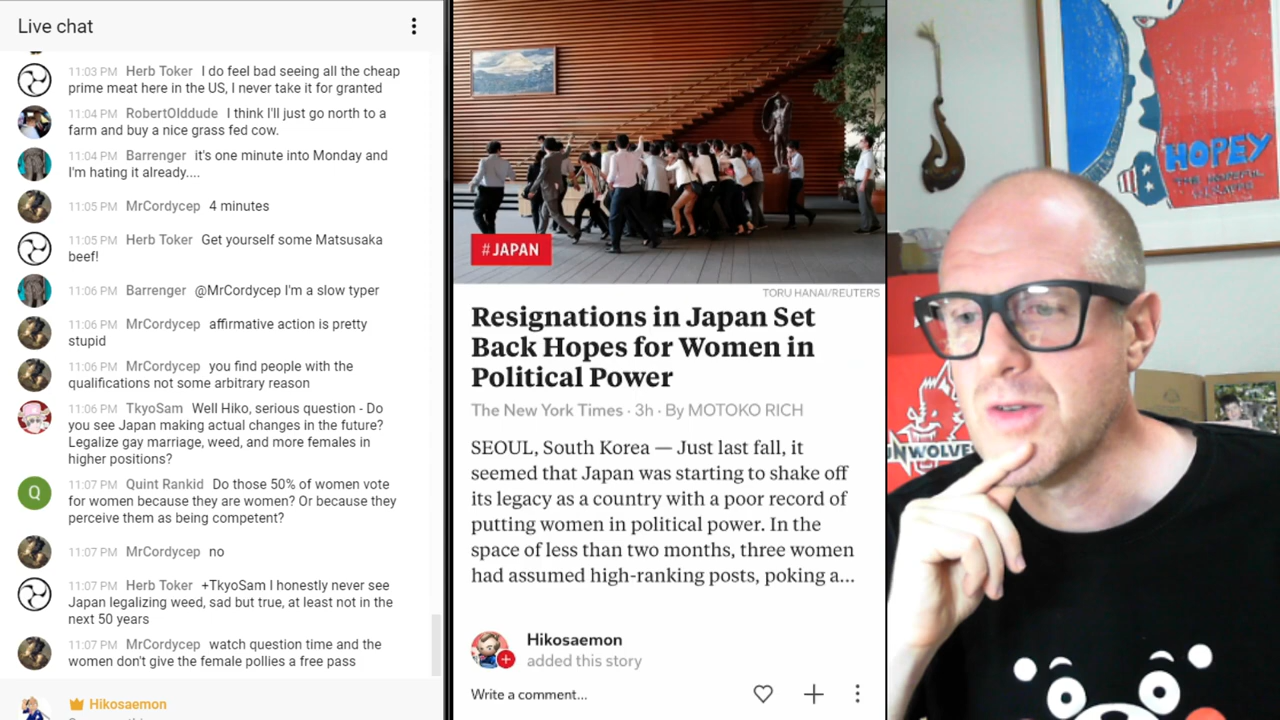 Live chat
11:03 PM Herb Toker I do feel bad seeing all the cheap
prime meat here in the US, I never take it for granted
11:04 PM RobertOlddude I think I'll just go north to a
farm and buy a nice grass fed cow.
11:04 PM Barrenger it's one minute into Monday and
I'm hating it already....
11:05 PM MrCordycep 4 minutes
11:05 PM Herb Toker Get yourself some Matsusaka
beef!
11:06 PM Barrenger @MrCordycep I'm a slow typer
11:06 PM MrCordycep affirmative action is pretty
stupid
11:06 PM MrCordycep you find people with the
qualifications not some arbitrary reason
11:06 PM TkyoSam Well Hiko, serious question - Do
you see Japan making actual changes in the future?
Legalize gay marriage, weed, and more females in
higher positions?
Q
11:07 PM Quint Rankid Do those 50% of women vote
for women because they are women? Or because they
perceive them as being competent?
11:07 PM MrCordycep no
11:07 PM Herb Toker +TkyoSam I honestly never see
Japan legalizing weed, sad but true, at least not in the
next 50 years
11:07 PM MrCordycep watch question time and the
women don't give the female pollies a free pass
Hikosaemon
#JAPAN
TORU HANAI/REUTERS
Resignations in Japan Set
Back Hopes for Women in
Political Power
The New York Times · 3h · By MOTOKO RICH
SEOUL, South Korea — Just last fall, it
seemed that Japan was starting to shake off
its legacy as a country with a poor record of
putting women in political power. In the
space of less than two months, three women
had assumed high-ranking posts, poking a...
Hikosaemon
added this story
Write a comment...
HOPEY
THE HOPEFUL
UNWOLVES